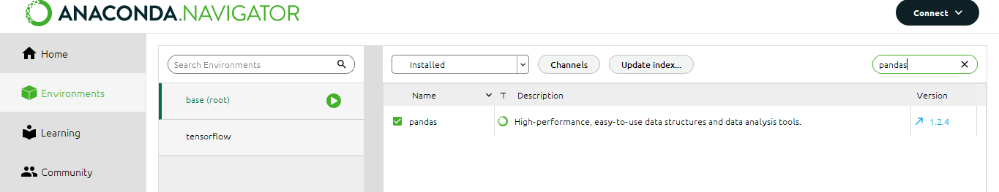 ANACONDA.NAVIGATOR
Connect
Home
Environments
Learning
Community
Search Environments
base (root)
tensorflow
Installed
Channels
Update index...
pandas
Name T Description Version
pandas High-performance, easy-to-use data structures and data analysis tools. 1.2.4